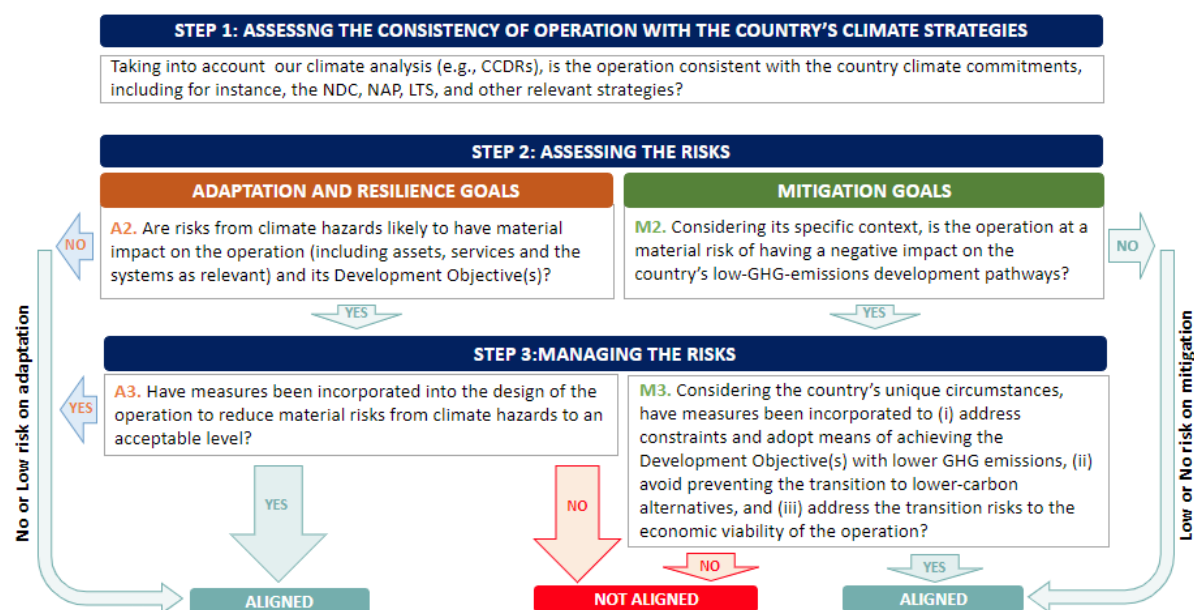 STEP 1: ASSESSNG THE CONSISTENCY OF OPERATION WITH THE COUNTRY'S CLIMATE STRATEGIES
Taking into account our climate analysis (e.g., CCDRs), is the operation consistent with the country climate commitments,
including for instance, the NDC, NAP, LTS, and other relevant strategies?
STEP 2: ASSESSING THE RISKS
ADAPTATION AND RESILIENCE GOALS
A2. Are risks from climate hazards likely to have material
impact on the operation (including assets, services and the
systems as relevant) and its Development Objective(s)?
NO
YES
MITIGATION GOALS
M2. Considering its specific context, is the operation at a
material risk of having a negative impact on the
country's low-GHG-emissions development pathways?
NO
YES
STEP 3:MANAGING THE RISKS
A3. Have measures been incorporated into the design of the
operation to reduce material risks from climate hazards to an
acceptable level?
YES
YES
NO
M3. Considering the country's unique circumstances,
have measures been incorporated to (i) address
constraints and adopt means of achieving the
Development Objective(s) with lower GHG emissions, (ii)
avoid preventing the transition to lower-carbon
alternatives, and (iii) address the transition risks to the
economic viability of the operation?
NO
YES
No or Low risk on adaptation
Low or No risk on mitigation
ALIGNED
NOT ALIGNED
ALIGNED